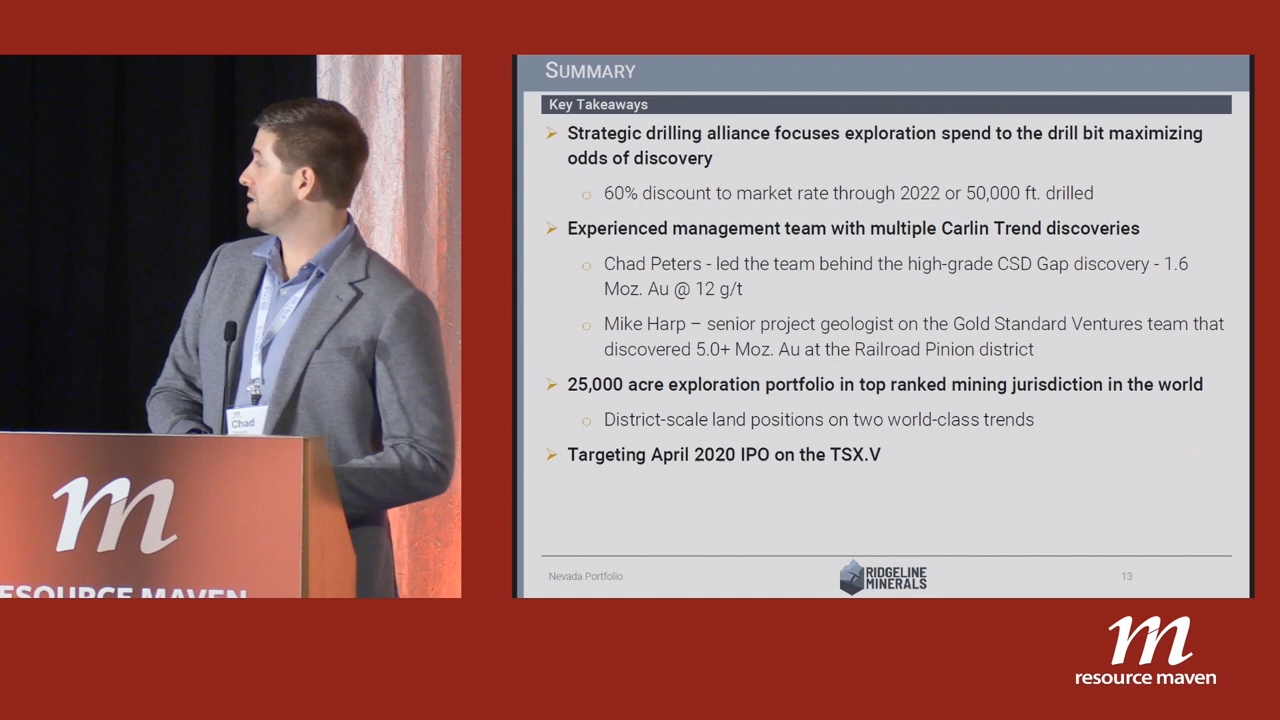 Chad
m
ESOURCE MAVEN
SUMMARY
Key Takeaways
Strategic drilling alliance focuses exploration spend to the drill bit maximizing
odds of discovery
60% discount to market rate through 2022 or 50,000 ft. drilled
Experienced management team with multiple Carlin Trend discoveries
Chad Peters - led the team behind the high-grade CSD Gap discovery - 1.6
Moz. Au @ 12 g/t
Mike Harp – senior project geologist on the Gold Standard Ventures team that
discovered 5.0+ Moz. Au at the Railroad Pinion district
25,000 acre exploration portfolio in top ranked mining jurisdiction in the world
District-scale land positions on two world-class trends
Targeting April 2020 IPO on the TSX.V
Nevada Portfolio
RIDGELINE
MINERALS
13
m
resource maven